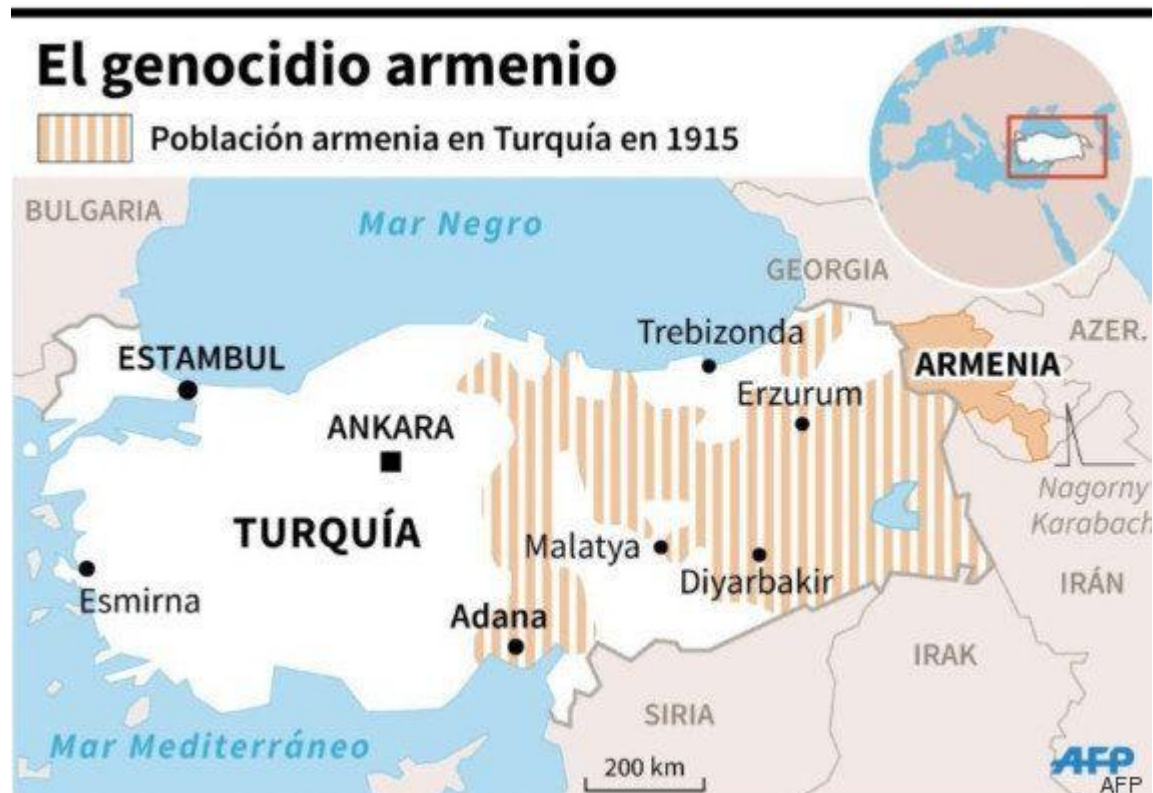 El genocidio armenio
Población armenia en Turquía en 1915
BULGARIA
Mar Negro
GEORGIA
AZER.
Trebizonda
ESTAMBUL
ARMENIA
Erzurum
ANKARA
Nagorny
Karabach
TURQUÍA
Malatya
Diyarbakir
IRÁN
Esmirna
Adana
IRAK
SIRIA
Mar Mediterráneo
200 km
AFP
AFP